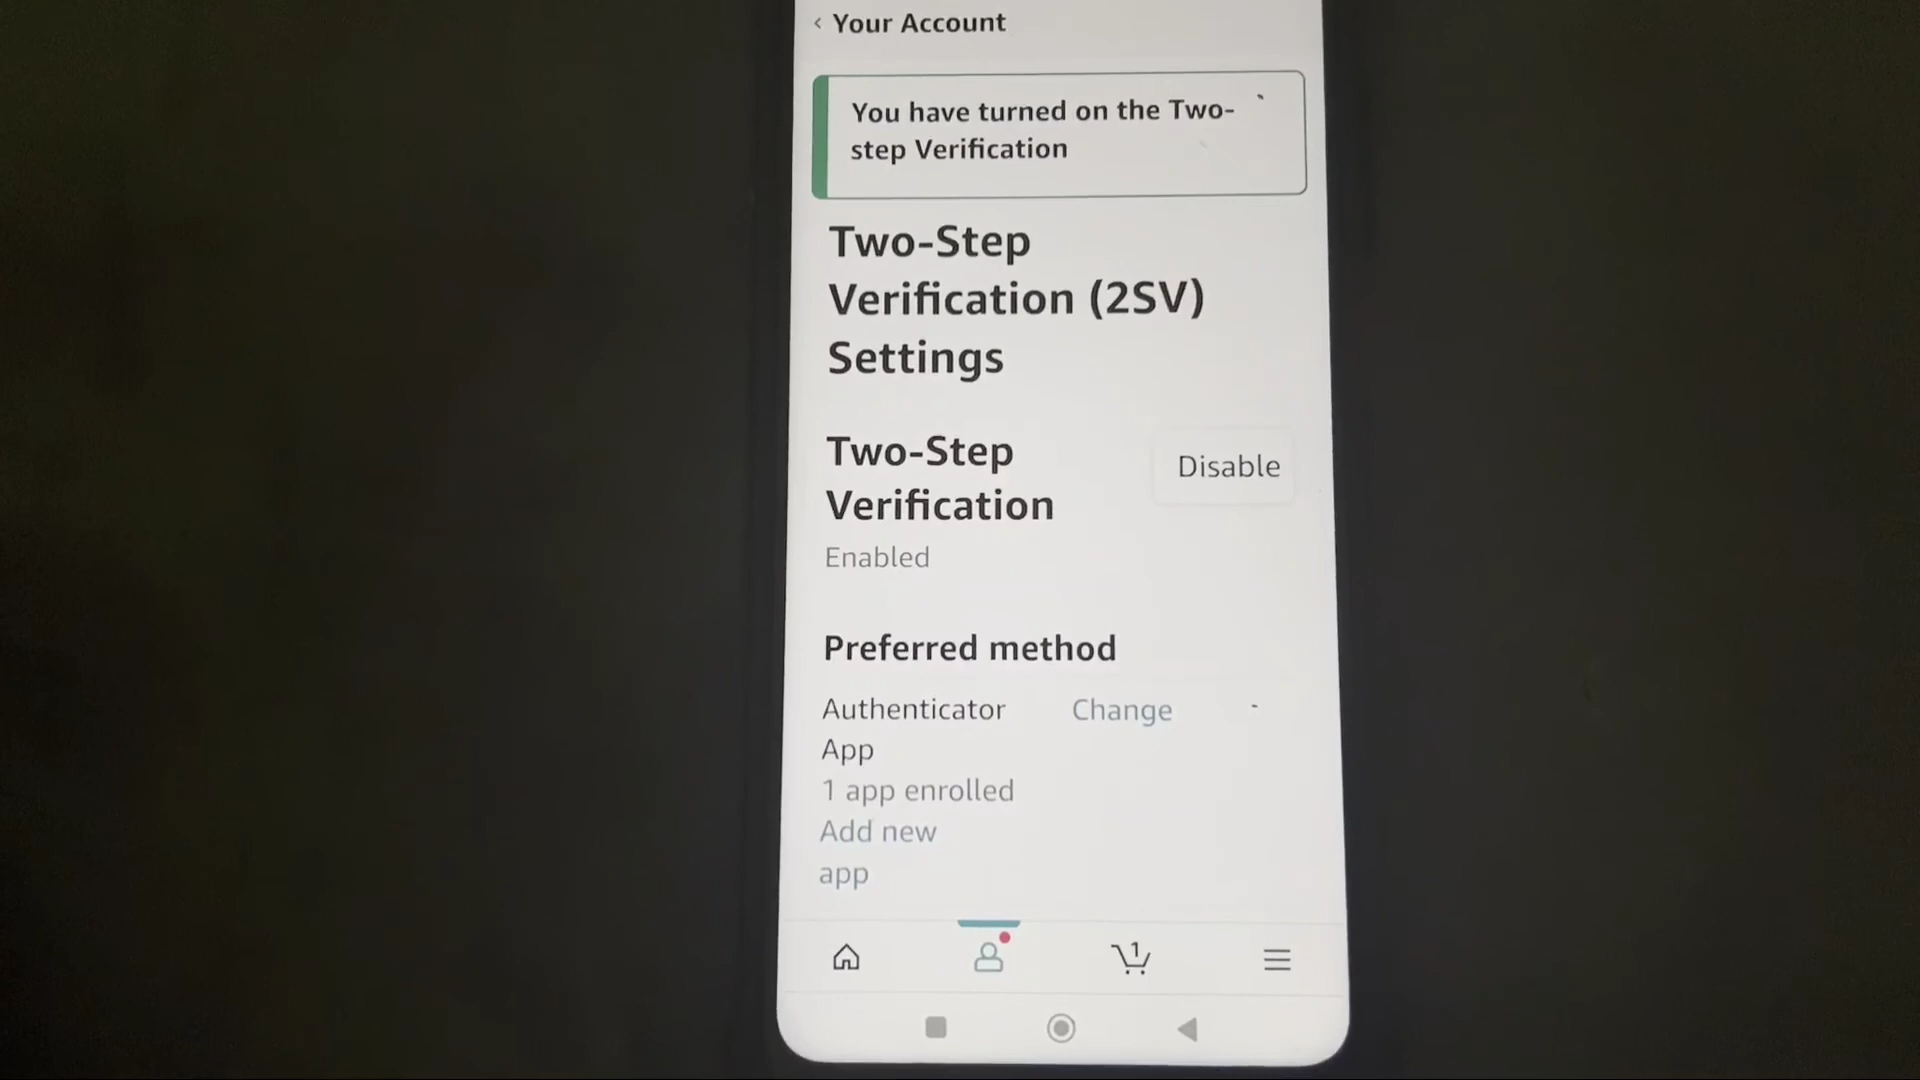 Your Account
You have turned on the Two-
step Verification
Two-Step
Verification (2SV)
Settings
Two-Step
Verification
Disable
Enabled
Preferred method
Authenticator
App
Change
1 app enrolled
Add new
app
1